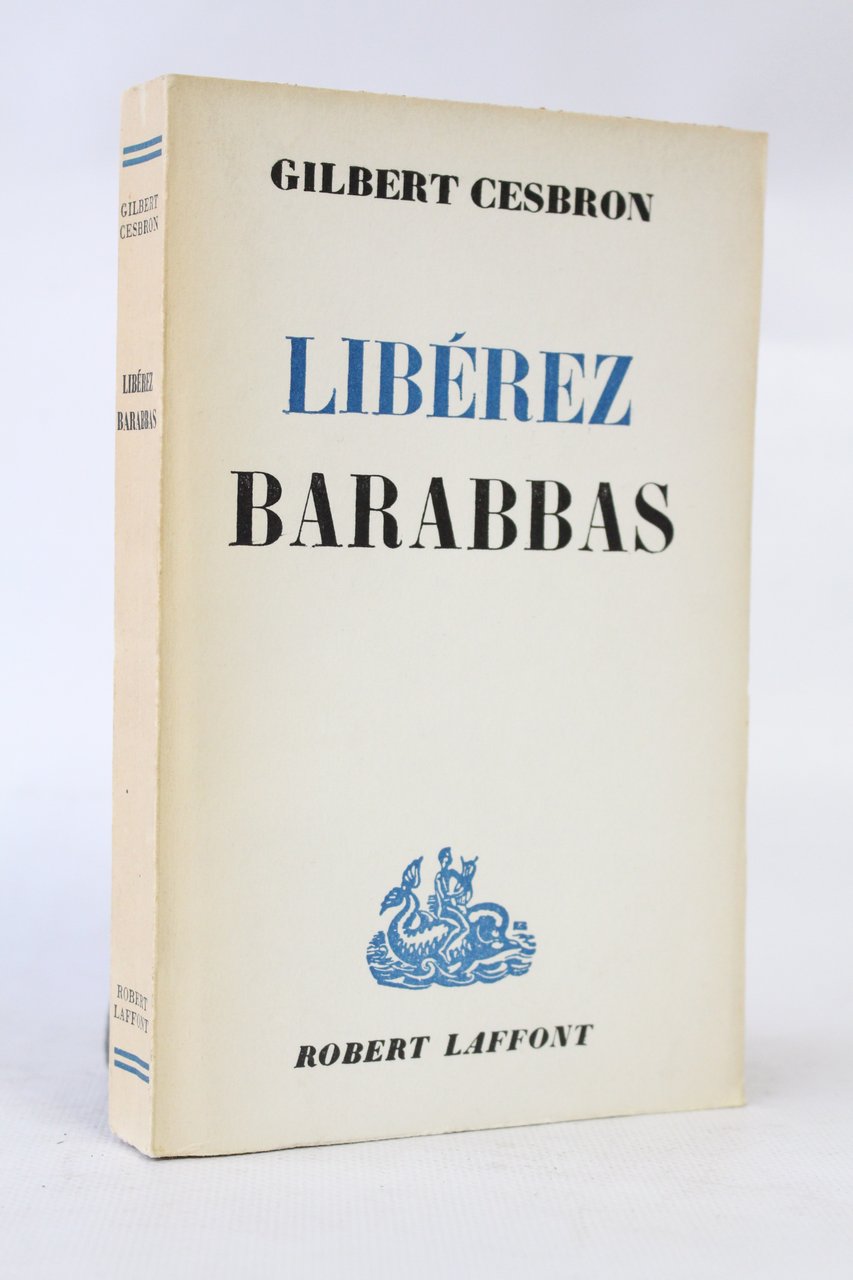 GILBERT
CESBRON
LIBÉREZ
BARABBAS
ROBERT
LAFFONT
GILBERT CESBRON
LIBÉREZ
BARABBAS
ROBERT LAFFONT